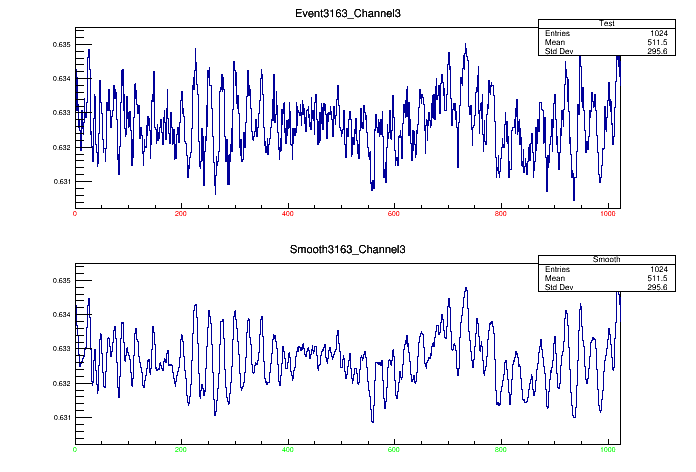 Event3163_Channel3
Test
Entries 1024
Mean 511.5
Std Dev 295.6
0.635
0.634
0.633
0.632
0.631
0 200 400 600 800 1000
Smooth3163_Channel3
Smooth
Entries 1024
Mean 511.5
Std Dev 295.6
0.635
0.634
0.633
0.632
0.631
0 200 400 600 800 1000